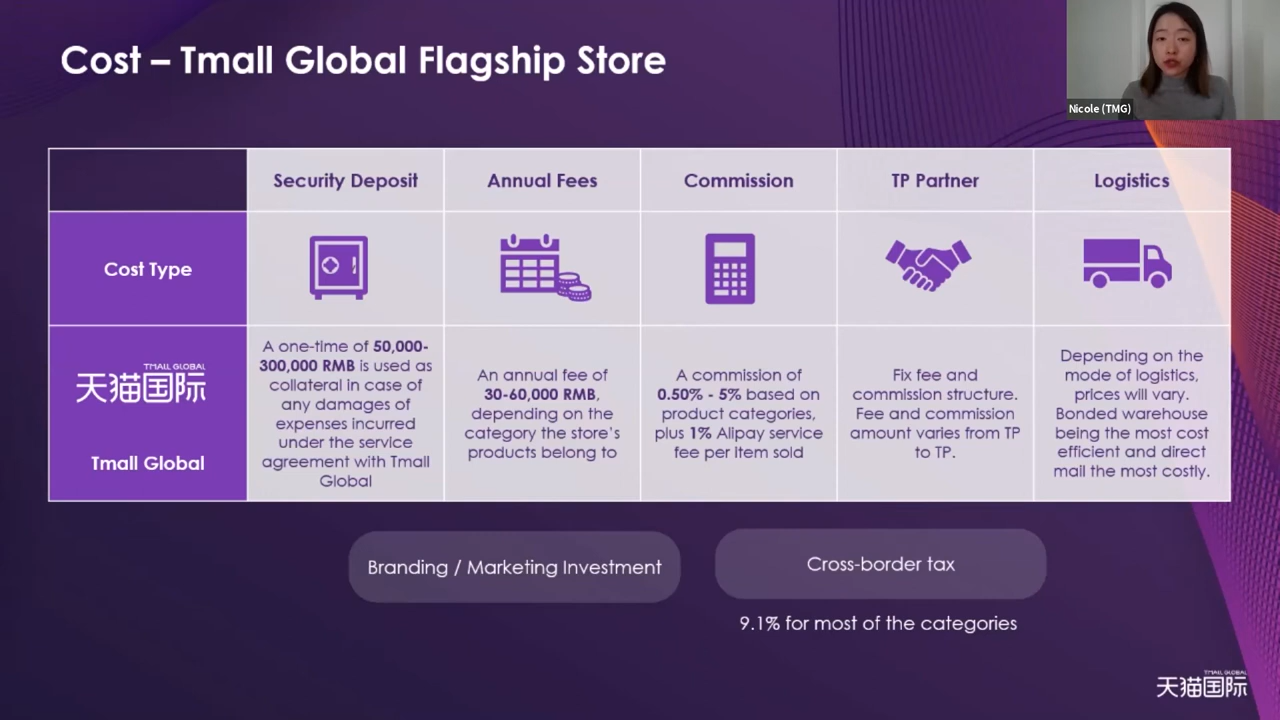 Cost – Tmall Global Flagship Store
Nicole (TMG)
Security Deposit
Annual Fees
Commission
TP Partner
Logistics
Cost Type
TMALL GLOBAL
天猫国际
Tmall Global
A one-time of 50,000-
300,000 RMB is used as
collateral in case of
any damages of
expenses incurred
under the service
agreement with Tmall
Global
An annual fee of
30-60,000 RMB,
depending on the
category the store's
products belong to
A commission of
0.50% - 5% based on
product categories,
plus 1% Alipay service
fee per item sold
Fix fee and
commission structure.
Fee and commission
amount varies from TP
to TP.
Depending on the
mode of logistics,
prices will vary.
Bonded warehouse
being the most cost
efficient and direct
mail the most costly.
Branding / Marketing Investment
Cross-border tax
9.1% for most of the categories
TMALL GLOBAL
天猫国际